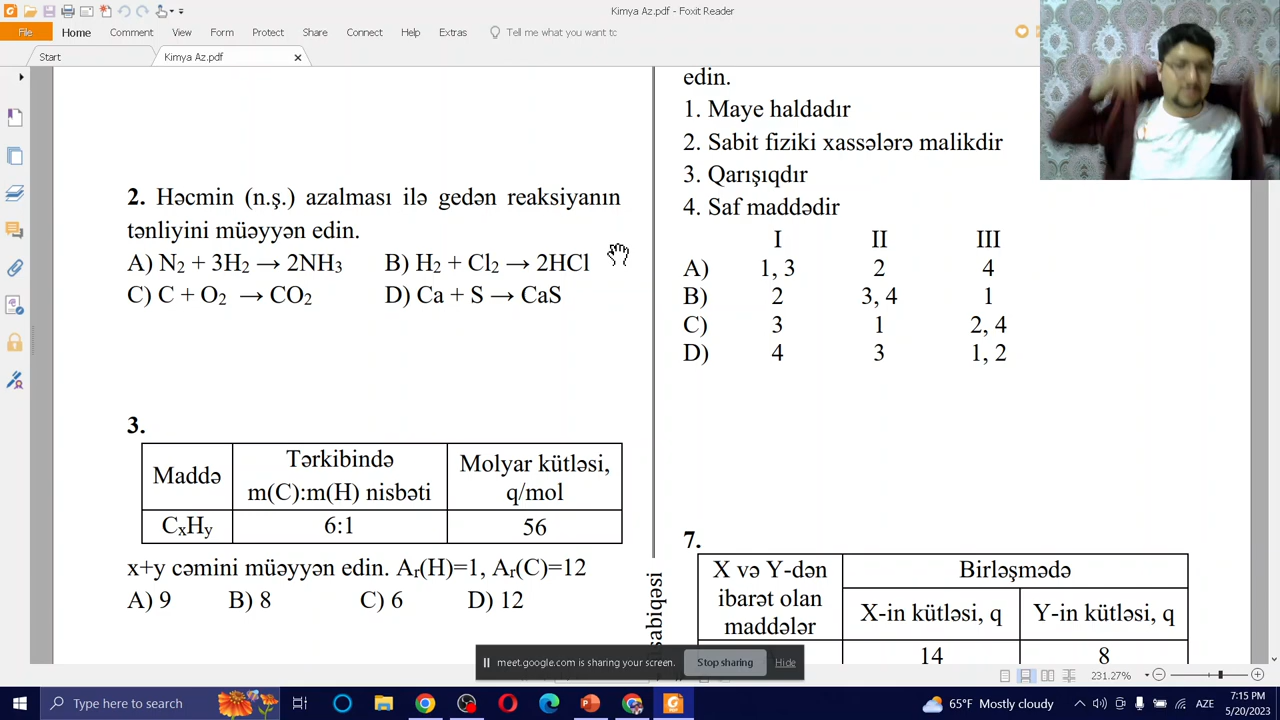 Kimya Az.pdf - Foxit Reader
File Home Comment View Form Protect Share Connect Help Extras Tell me what you want to
Start Kimya Az.pdf
2. Həcmin (n.ş.) azalması ilə gedən reaksiyanın
tənliyini müəyyən edin.
A) N₂ + 3H₂ → 2NH₃ B) H₂ + Cl₂ → 2HCl
C) C + O₂ → CO₂ D) Ca + S → CaS
3.
Maddə
Tərkibində
m(C):m(H) nisbəti
Molyar kütləsi,
q/mol
CₓHᵧ 6:1 56
x+y cəmini müəyyən edin. Aᵣ(H)=1, Aᵣ(C)=12
A) 9 B) 8 C) 6 D) 12
edin.
1. Maye haldadır
2. Sabit fiziki xassələrə malikdir
3. Qarışıqdır
4. Saf maddədir
I II III
A) 1, 3 2 4
B) 2 3, 4 1
C) 3 1 2, 4
D) 4 3 1, 2
7.
X və Y-dən
ibarət olan
maddələr
Birləşmədə
X-in kütləsi, q Y-in kütləsi, q
14 8
meet.google.com is sharing your screen. Stop sharing Hide
231.27%
Type here to search
65°F Mostly cloudy
AZE
7:15 PM
5/20/2023